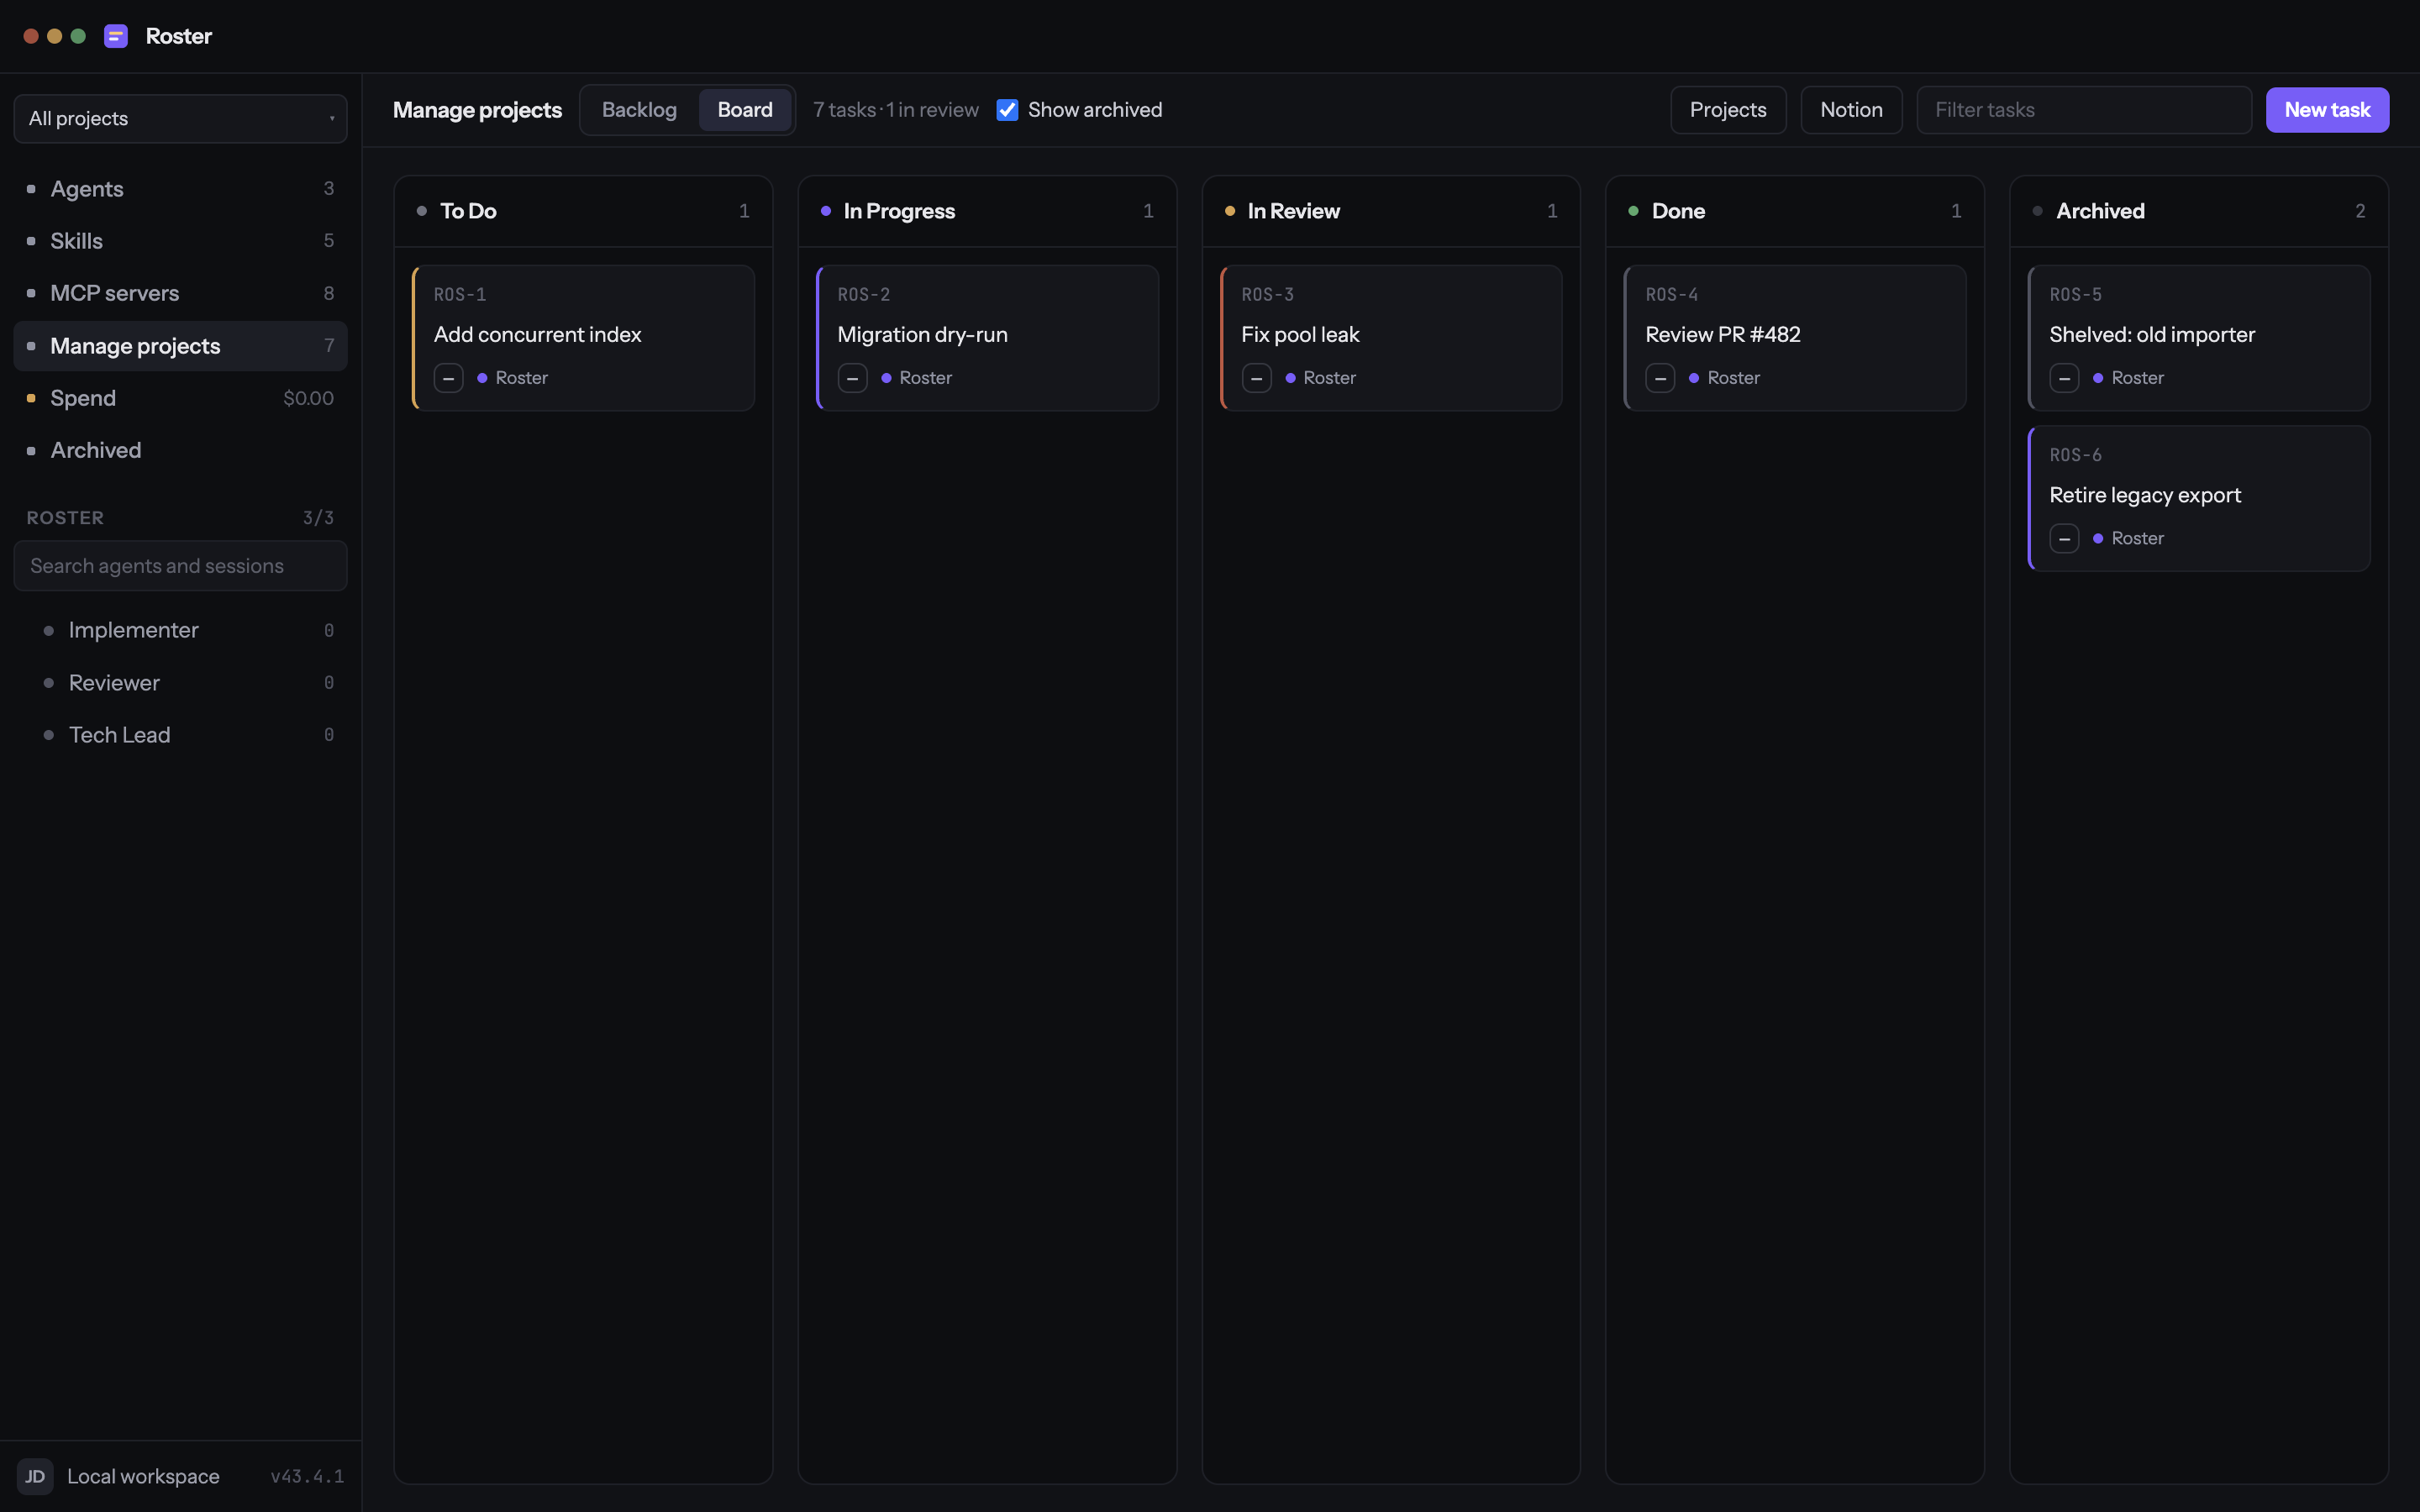 Roster
All projects
Agents 3
Skills 5
MCP servers 8
Manage projects 7
Spend $0.00
Archived
ROSTER 3/3
Search agents and sessions
Implementer 0
Reviewer 0
Tech Lead 0
JD Local workspace v43.4.1
Manage projects Backlog Board 7 tasks · 1 in review Show archived Projects Notion Filter tasks New task
To Do 1
ROS-1
Add concurrent index
Roster
In Progress 1
ROS-2
Migration dry-run
Roster
In Review 1
ROS-3
Fix pool leak
Roster
Done 1
ROS-4
Review PR #482
Roster
Archived 2
ROS-5
Shelved: old importer
Roster
ROS-6
Retire legacy export
Roster